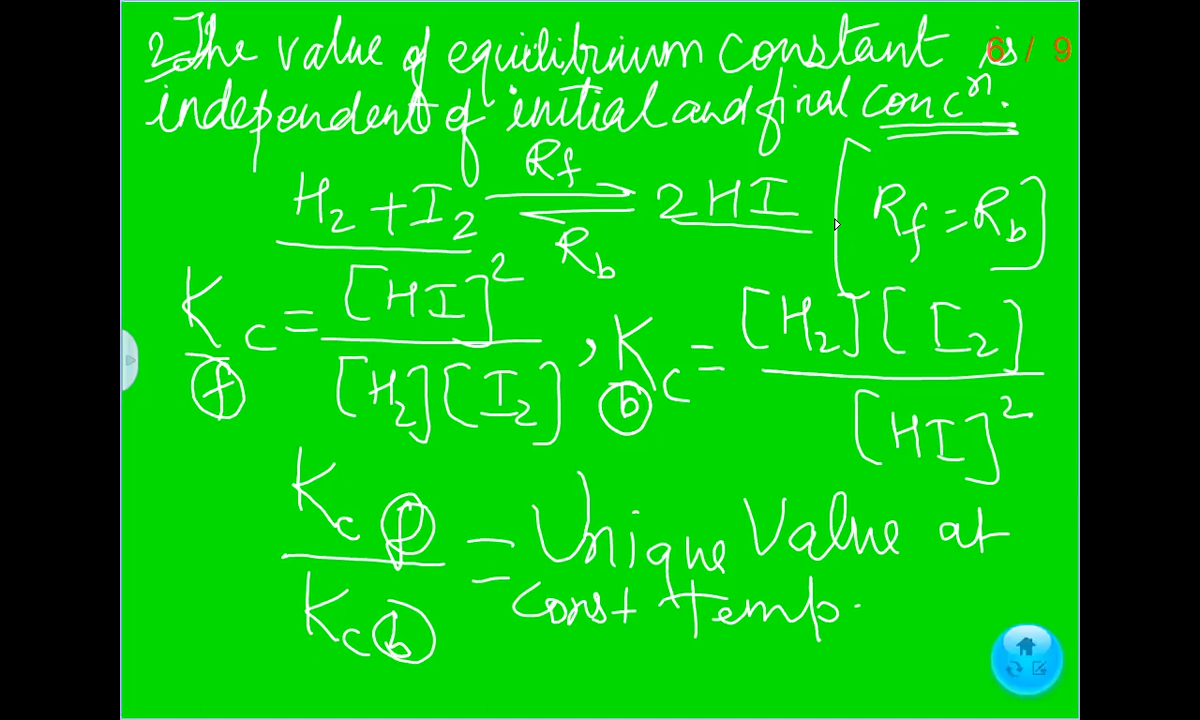 2. The value of equilibrium constant is
6 / 9
independent of initial and final concⁿ.
H₂ + I₂ ⇌ 2HI [Rf = Rb]
Rf
Rb
Kc = [HI]² / [H₂][I₂] , Kc = [H₂][I₂] / [HI]²
f b
Kc f / Kc b = Unique Value at
const temp.